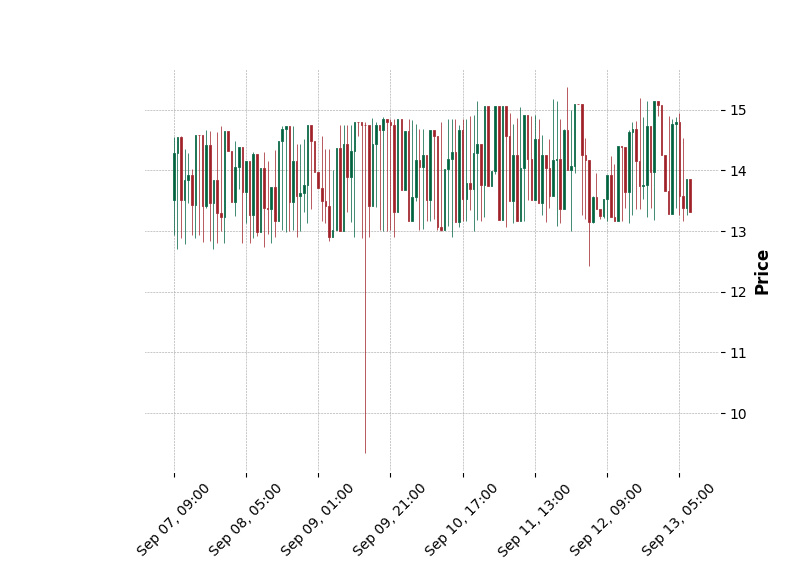 15
14
13
12
11
10
Price
Sep 07, 09:00
Sep 08, 05:00
Sep 09, 01:00
Sep 09, 21:00
Sep 10, 17:00
Sep 11, 13:00
Sep 12, 09:00
Sep 13, 05:00